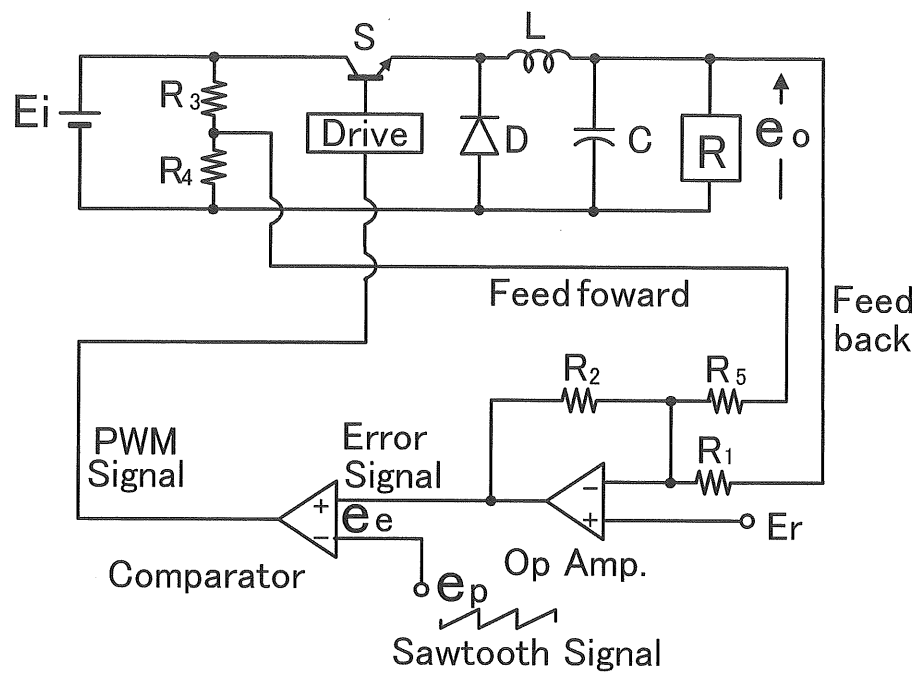 S
L
R3
Ei
Drive
D
C
R
eo
R4
Feed foward
Feed
back
R2
R5
PWM
Signal
Error
Signal
R1
+
ee
−
−
+
Er
Comparator
Op Amp.
ep
Sawtooth Signal